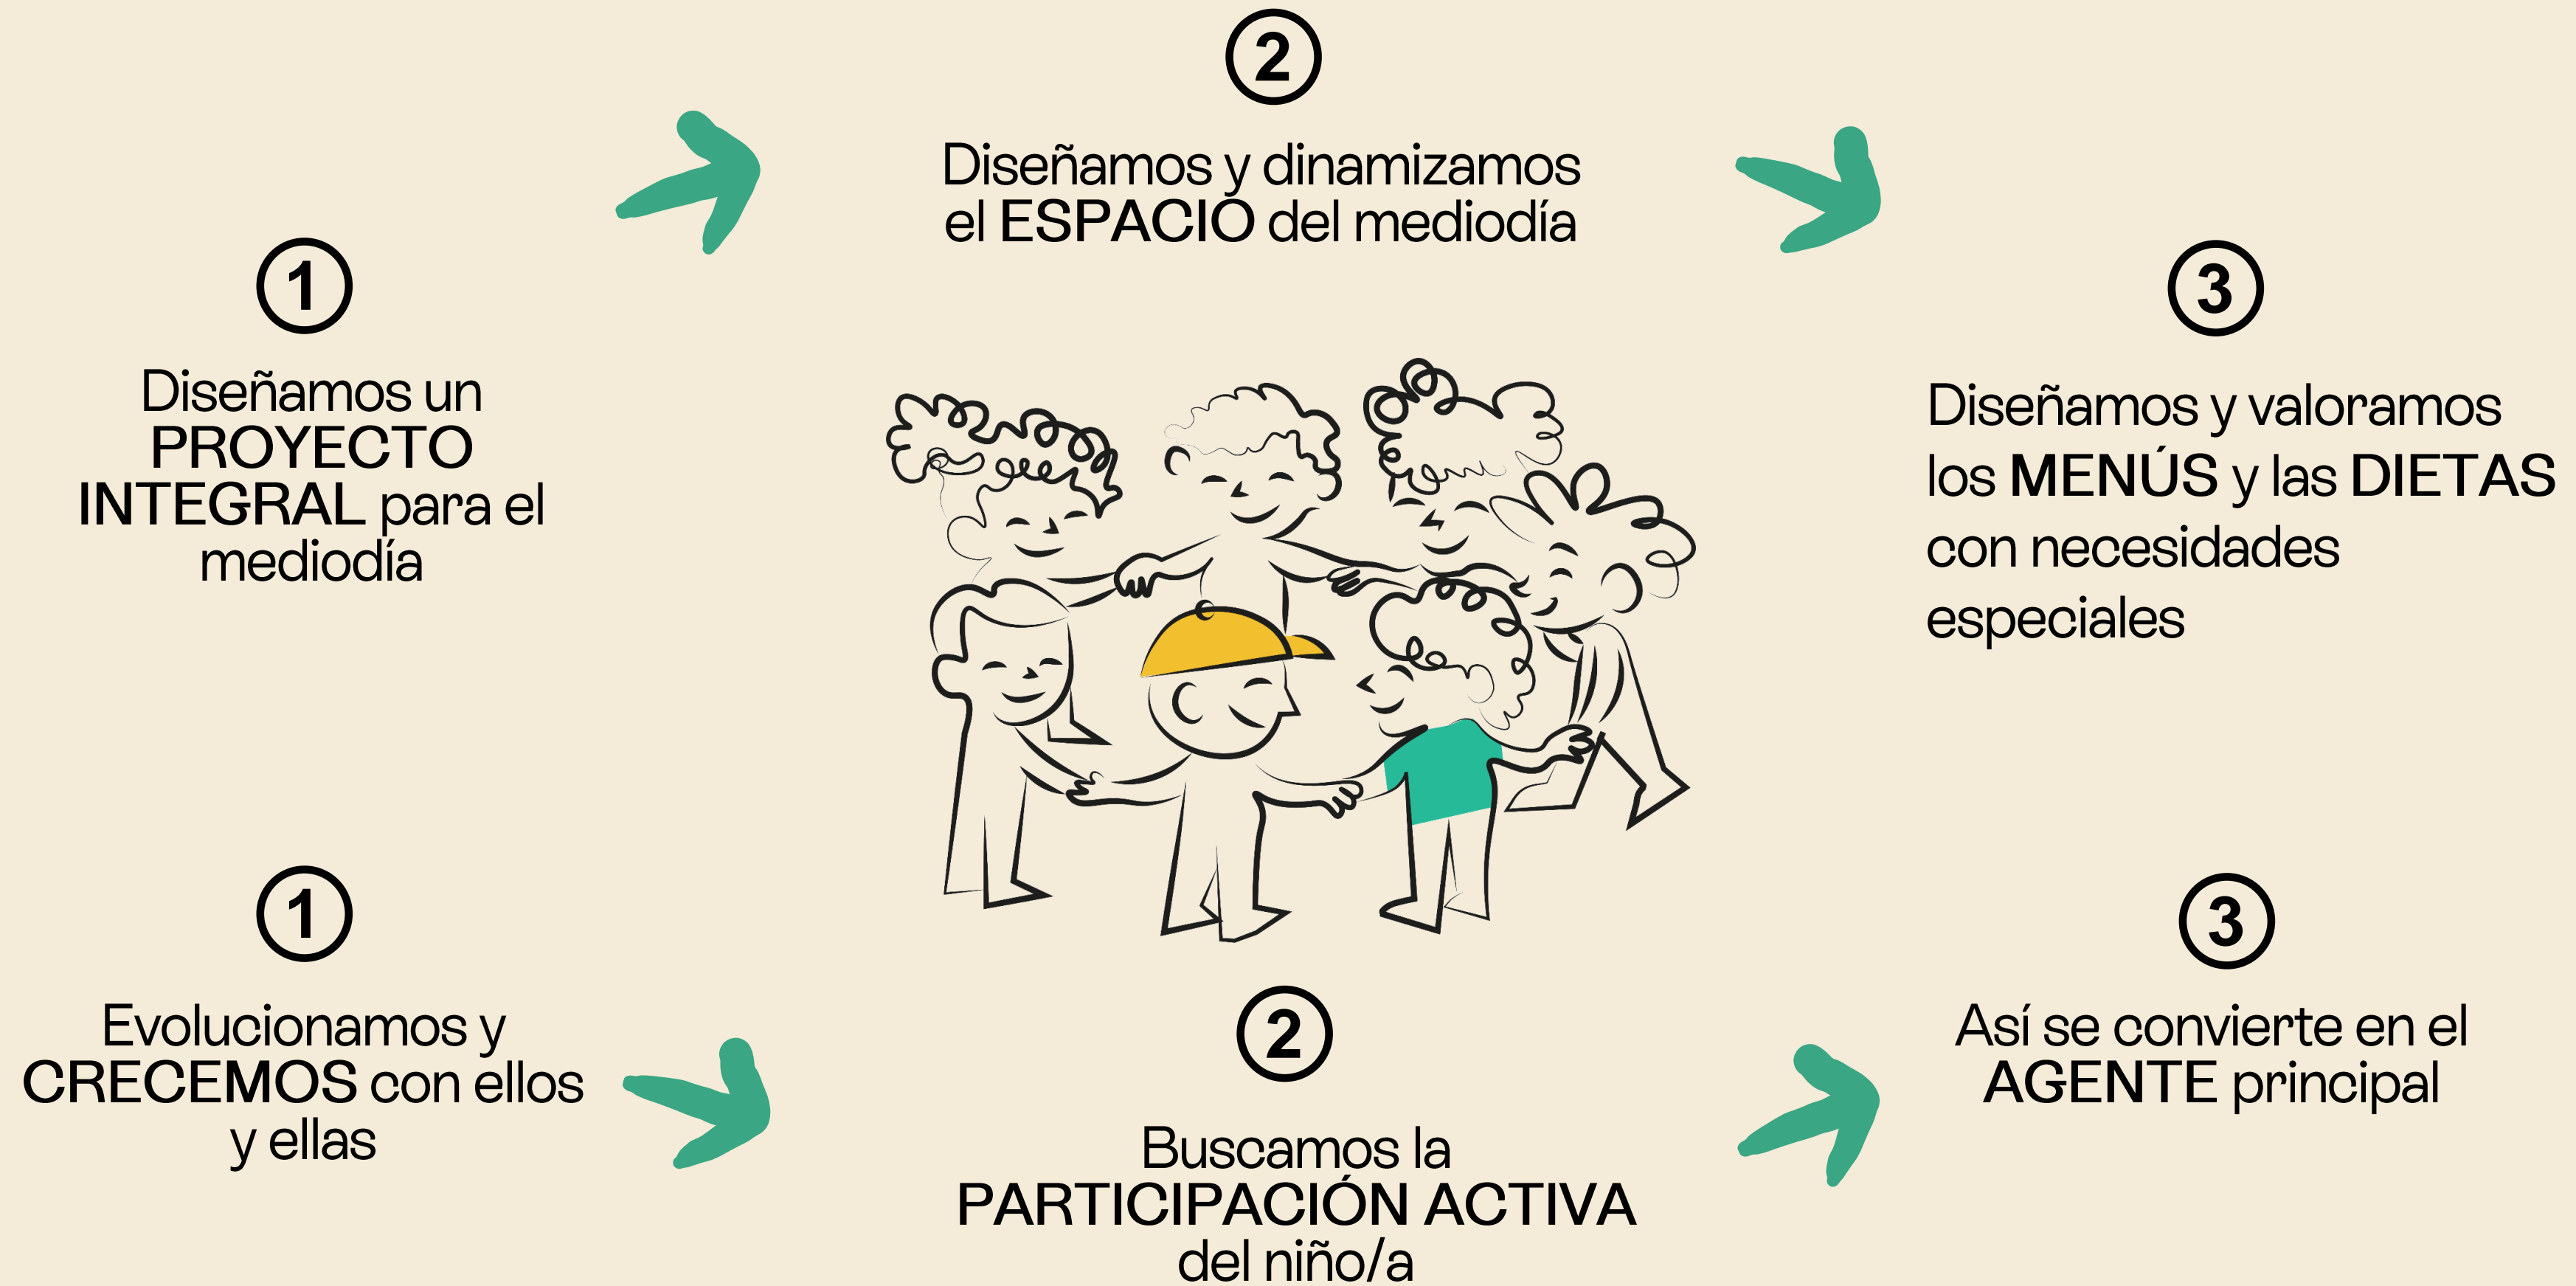 1
Diseñamos un
PROYECTO
INTEGRAL para el
mediodía
2
Diseñamos y dinamizamos
el ESPACIO del mediodía
3
Diseñamos y valoramos
los MENÚS y las DIETAS
con necesidades
especiales
1
Evolucionamos y
CRECEMOS con ellos
y ellas
2
Buscamos la
PARTICIPACIÓN ACTIVA
del niño/a
3
Así se convierte en el
AGENTE principal